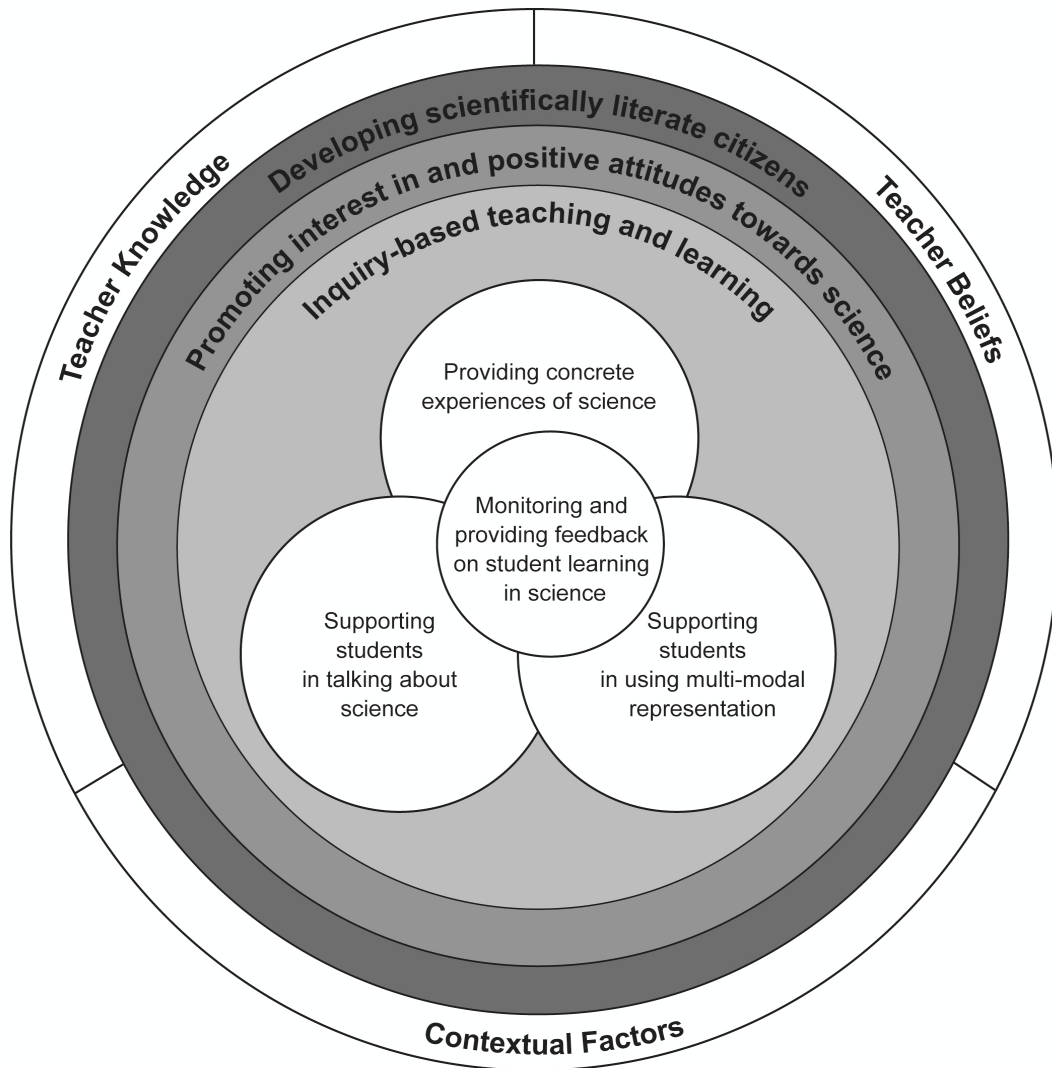 Developing scientifically literate citizens
Promoting interest in and positive attitudes towards science
Inquiry-based teaching and learning
Teacher Knowledge
Teacher Beliefs
Providing concrete
experiences of science
Monitoring and
providing feedback
on student learning
in science
Supporting
students
in talking about
science
Supporting
students
in using multi-modal
representation
Contextual Factors